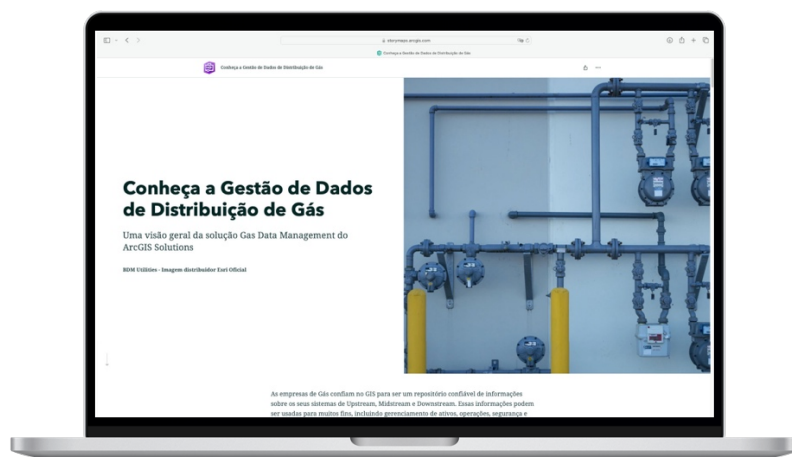 storymaps.arcgis.com
Conheça a Gestão de Dados de Distribuição de Gás
Conheça a Gestão de Dados de Distribuição de Gás
Conheça a Gestão de Dados
de Distribuição de Gás
Uma visão geral da solução Gas Data Management do
ArcGIS Solutions
BDM Utilities - Imagem distribuidor Esri Oficial
As empresas de Gás confiam no GIS para ser um repositório confiável de informações
sobre os seus sistemas de Upstream, Midstream e Downstream. Essas informações podem
ser usadas para muitos fins, incluindo gerenciamento de ativos, operações, segurança e